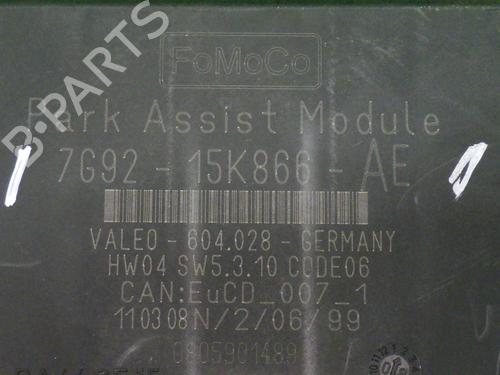 FoMoCo
Park Assist Module
7G92 - 15K866 - AE
VALEO - 604.028 - GERMANY
HW04 SW5.3.10 CODE06
CAN:EuCD_007_1
110308N/2/06/99
0805901489
B-PARTS